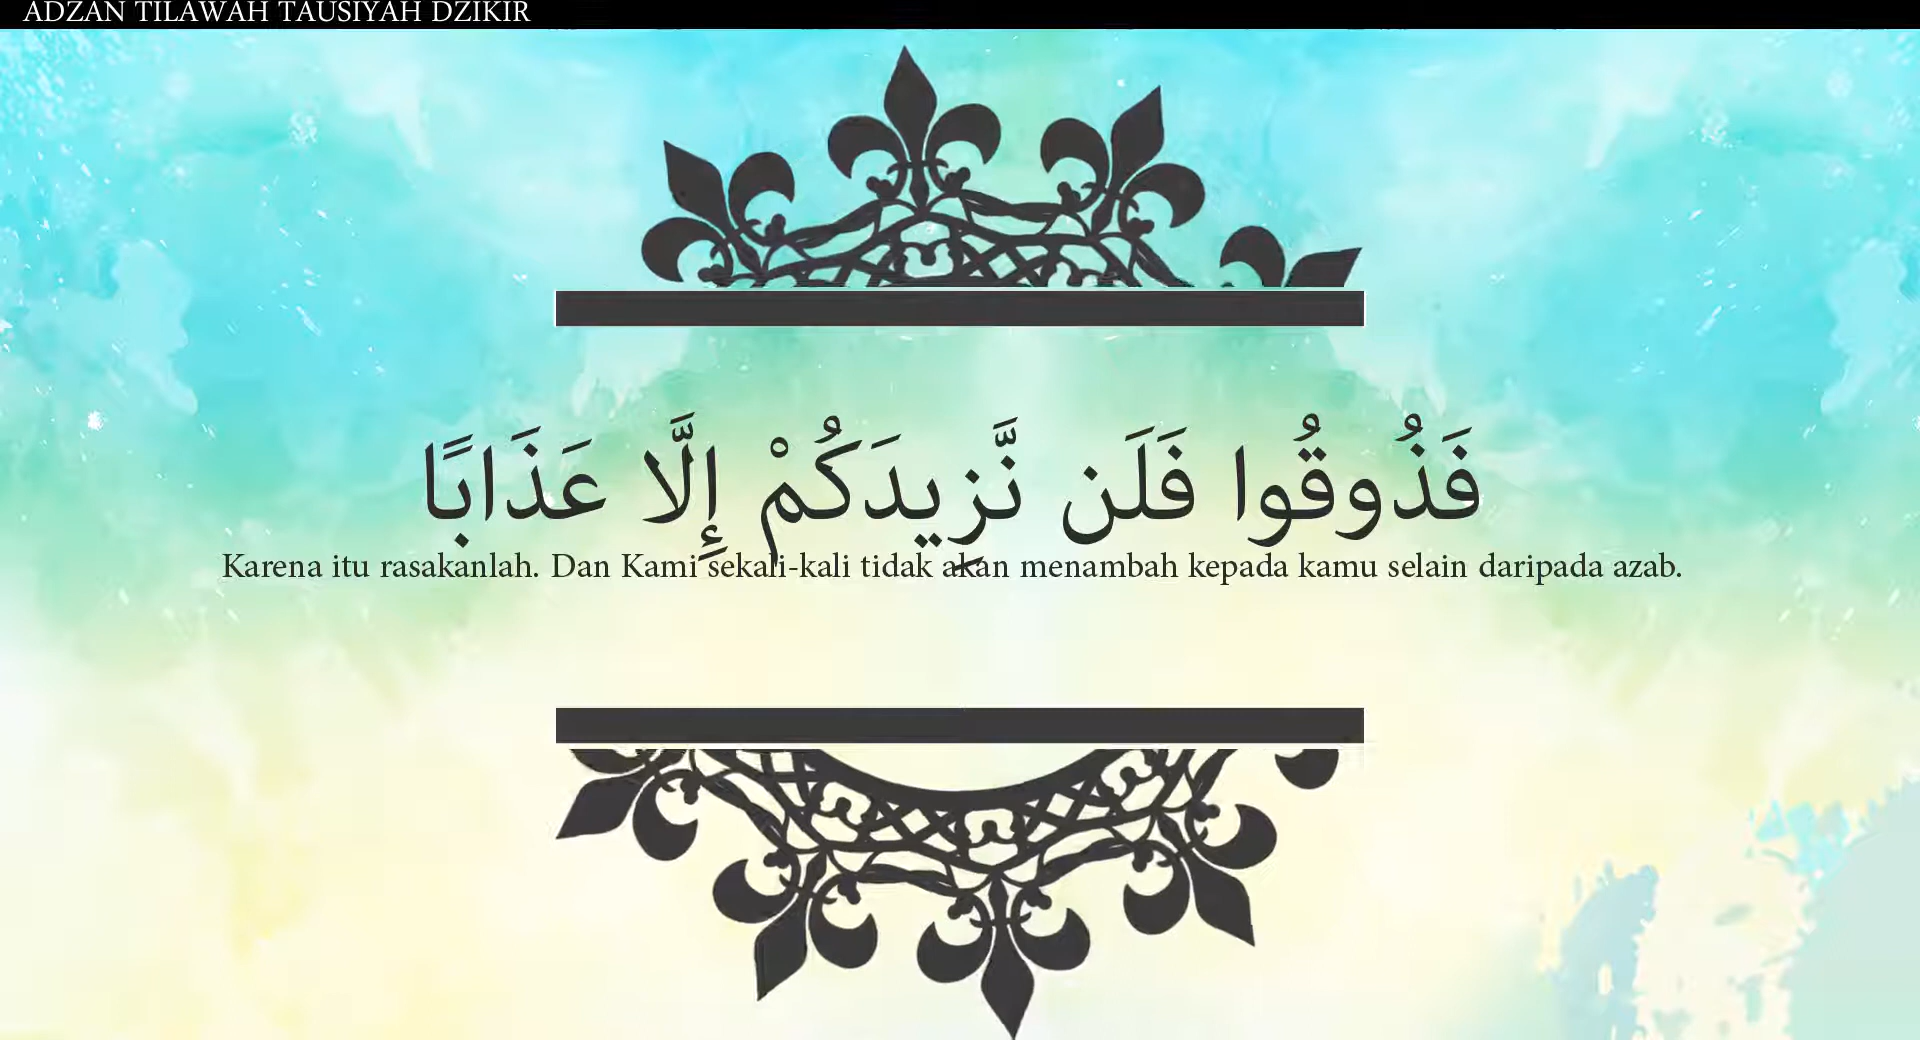 ADZAN TILAWAH TAUSIYAH DZIKIR
فَذُوقُوا فَلَن نَّزِيدَكُمْ إِلَّا عَذَابًا
Karena itu rasakanlah. Dan Kami sekali-kali tidak akan menambah kepada kamu selain daripada azab.